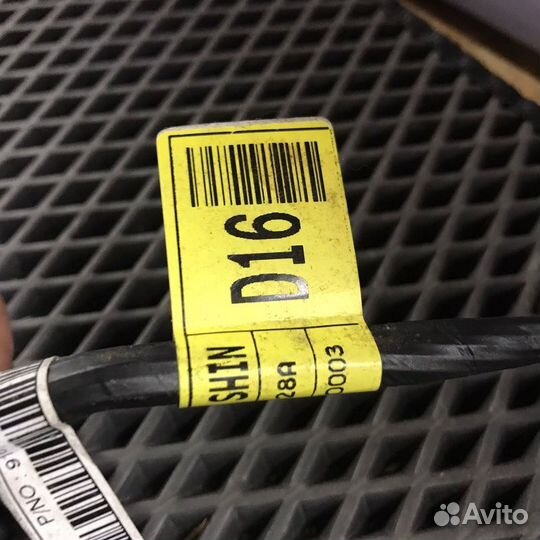 D16
SHIN
28A
0003
P/NO : 9
Avito